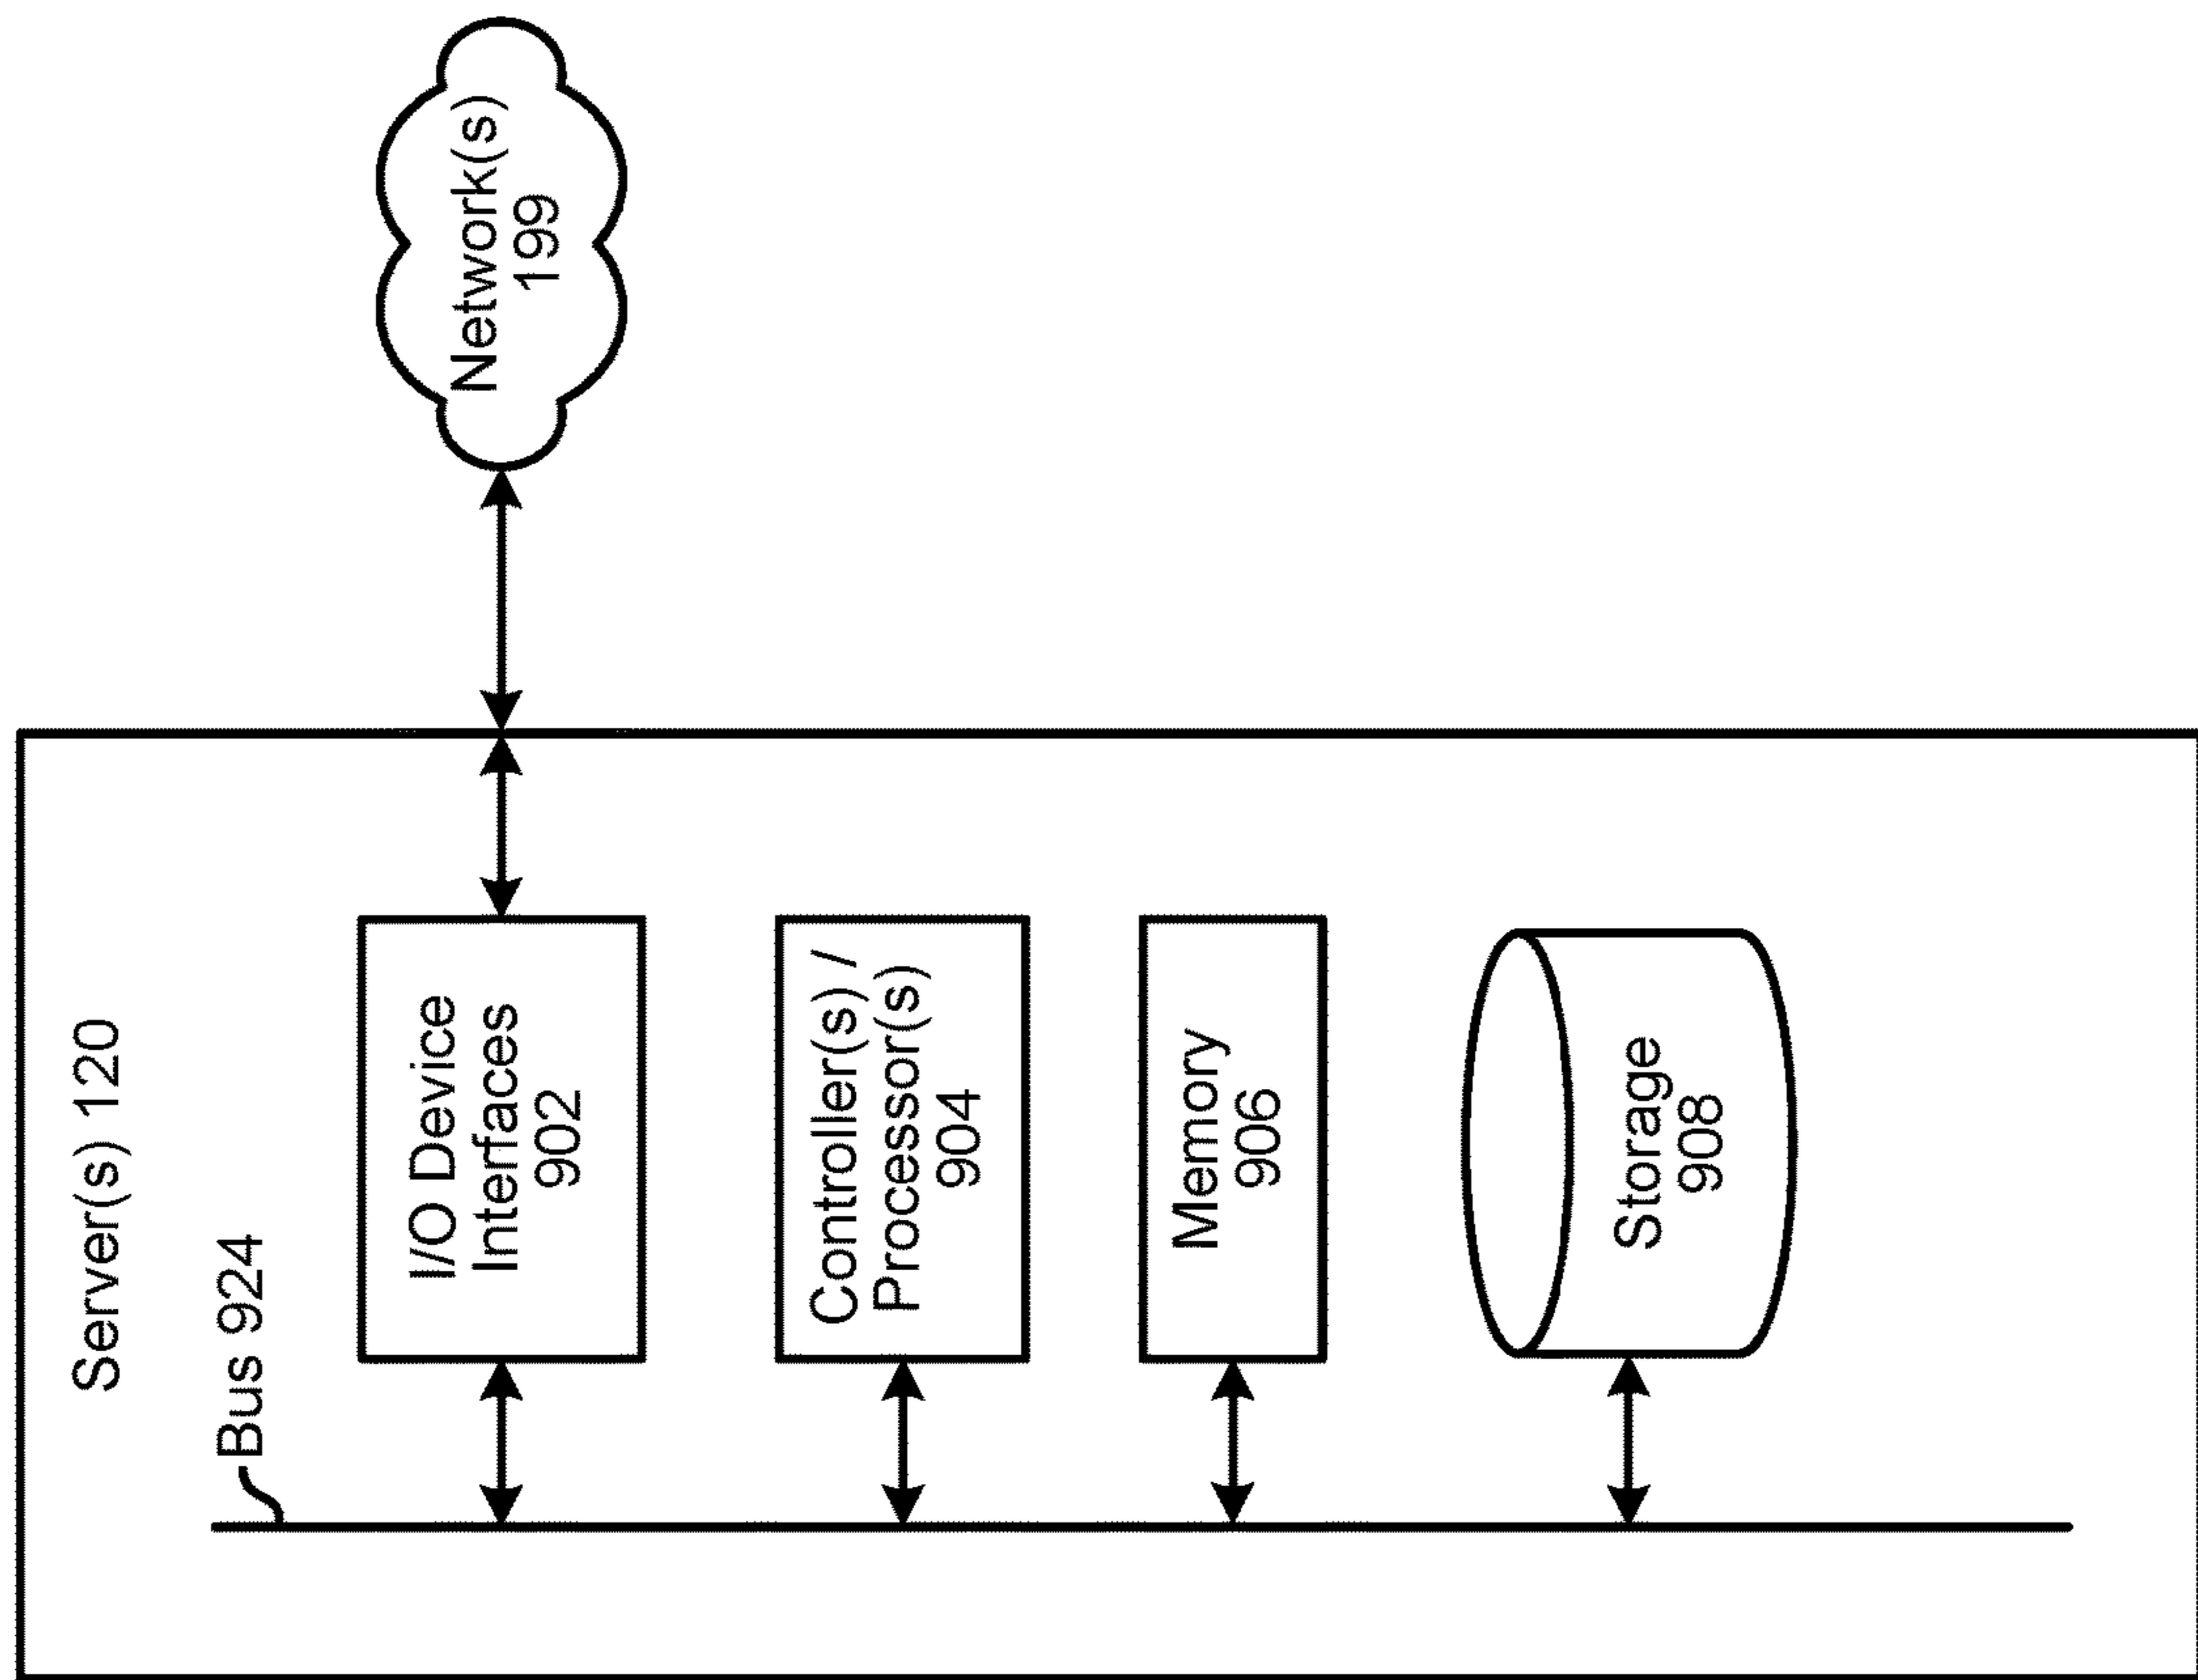 Server(s) 120
Bus 924
I/O Device
Interfaces
902
Controller(s) /
Processor(s)
904
Memory
906
Storage
908
Network(s)
199